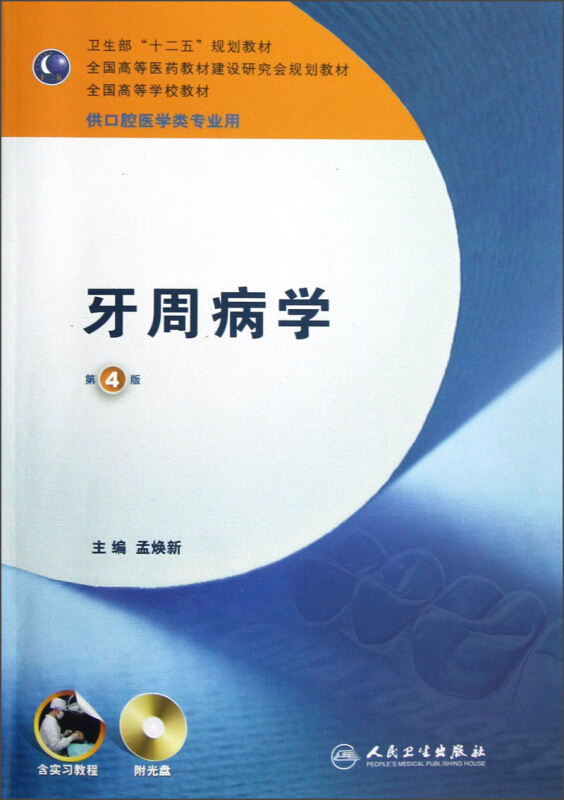 卫生部“十二五”规划教材
全国高等医药教材建设研究会规划教材
全国高等学校教材
供口腔医学类专业用
牙周病学
第4版
主编 孟焕新
含实习教程
附光盘
人民卫生出版社
PEOPLE'S MEDICAL PUBLISHING HOUSE